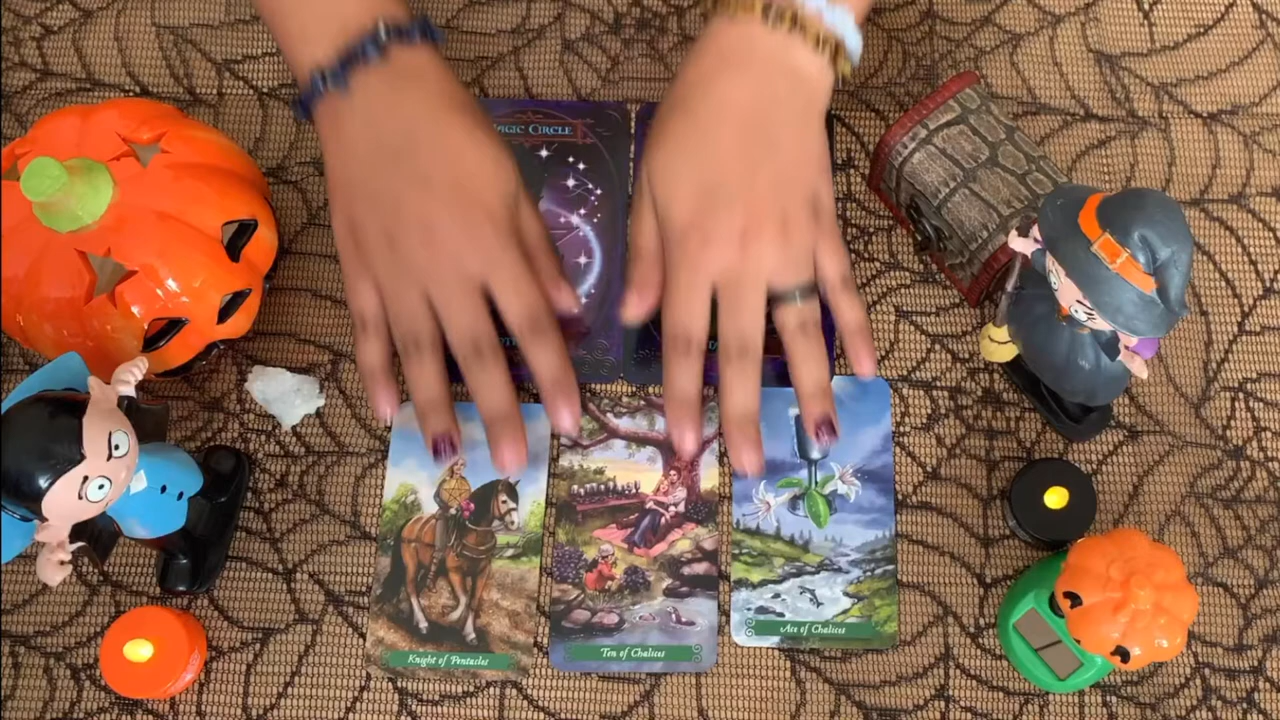 MAGIC CIRCLE
Knight of Pentacles
Ten of Chalices
Ace of Chalices